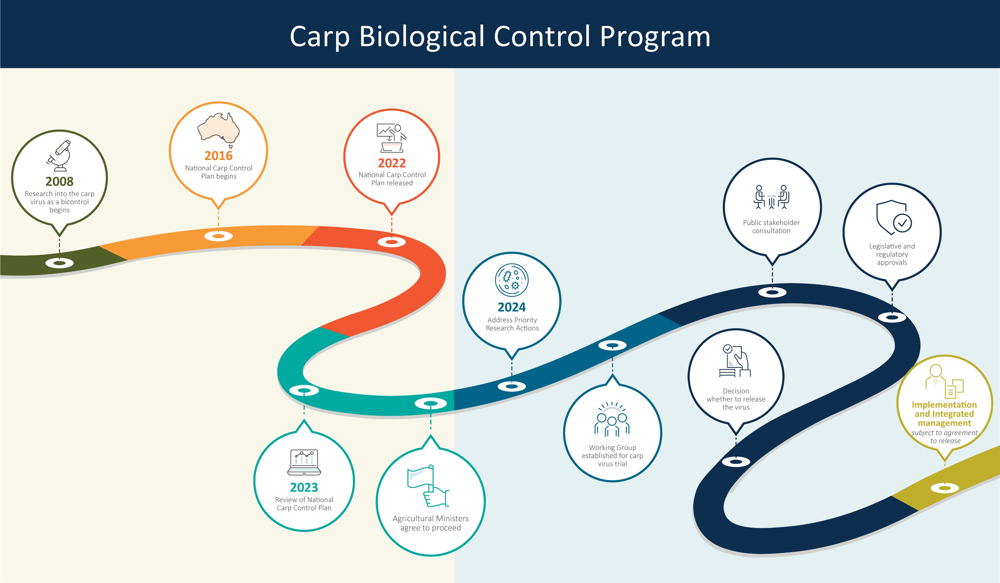 Carp Biological Control Program
2008
Research into the carp
virus as a bicontrol
begins
2016
National Carp Control
Plan begins
2022
National Carp Control
Plan released
2023
Review of National
Carp Control Plan
Agricultural Ministers
agree to proceed
2024
Address Priority
Research Actions
Working Group
established for carp
virus trial
Public stakeholder
consultation
Legislative and
regulatory
approvals
Decision
whether to release
the virus
Implementation
and Integrated
management
subject to agreement
to release